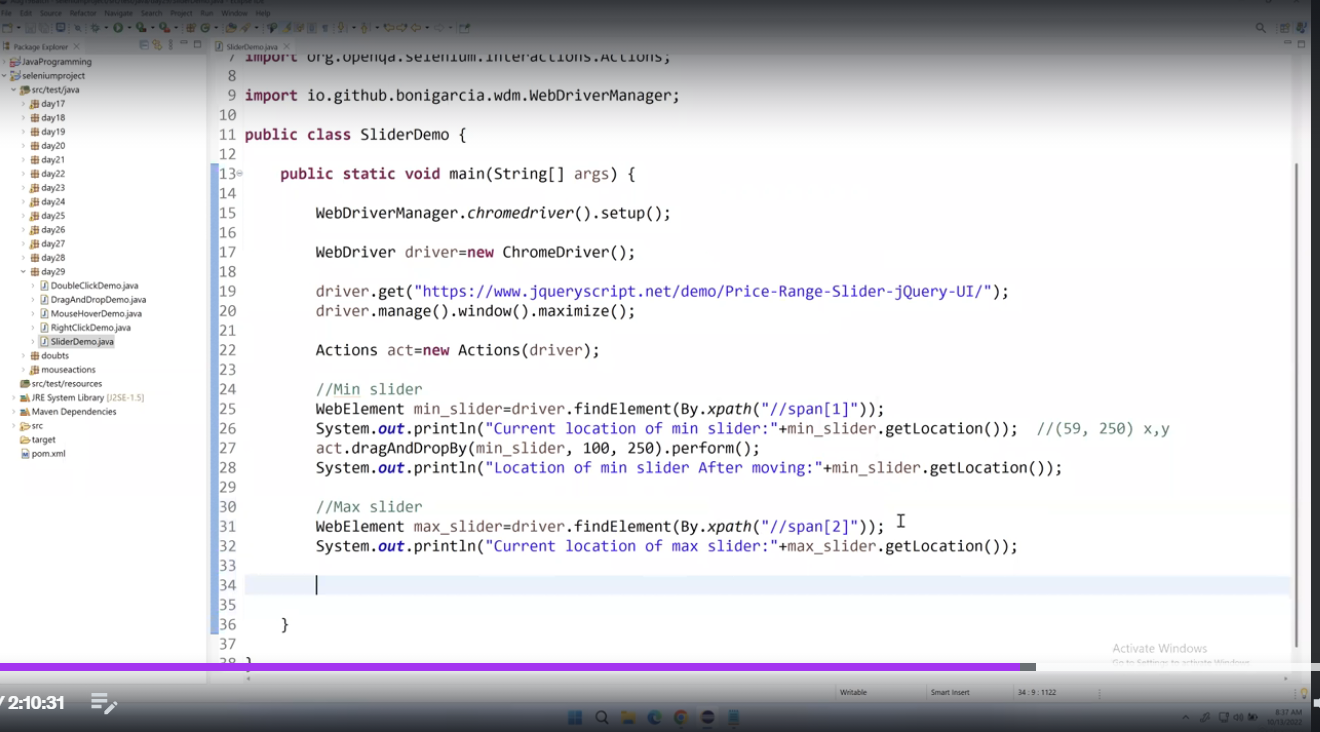 File Edit Source Refactor Navigate Search Project Run Window Help
Package Explorer
SliderDemo.java
JavaProgramming
seleniumproject
src/test/java
day17
day18
day19
day20
day21
day22
day23
day24
day25
day26
day27
day28
day29
DoubleClickDemo.java
DragAndDropDemo.java
MouseHoverDemo.java
RightClickDemo.java
SliderDemo.java
doubts
mouseactions
src/test/resources
JRE System Library [J2SE-1.5]
Maven Dependencies
src
target
pom.xml
7 import org.openqa.selenium.interactions.Actions;
8
9 import io.github.bonigarcia.wdm.WebDriverManager;
10
11 public class SliderDemo {
12
13 public static void main(String[] args) {
14
15 WebDriverManager.chromedriver().setup();
16
17 WebDriver driver=new ChromeDriver();
18
19 driver.get("https://www.jqueryscript.net/demo/Price-Range-Slider-jQuery-UI/");
20 driver.manage().window().maximize();
21
22 Actions act=new Actions(driver);
23
24 //Min slider
25 WebElement min_slider=driver.findElement(By.xpath("//span[1]"));
26 System.out.println("Current location of min slider:"+min_slider.getLocation()); //(59, 250) x,y
27 act.dragAndDropBy(min_slider, 100, 250).perform();
28 System.out.println("Location of min slider After moving:"+min_slider.getLocation());
29
30 //Max slider
31 WebElement max_slider=driver.findElement(By.xpath("//span[2]"));
32 System.out.println("Current location of max slider:"+max_slider.getLocation());
33
34
35
36 }
37
38 }
Activate Windows
Go to Settings to activate Windows.
Writable Smart Insert 34 : 9 : 1122
/ 2:10:31
8:37 AM
10/13/2022